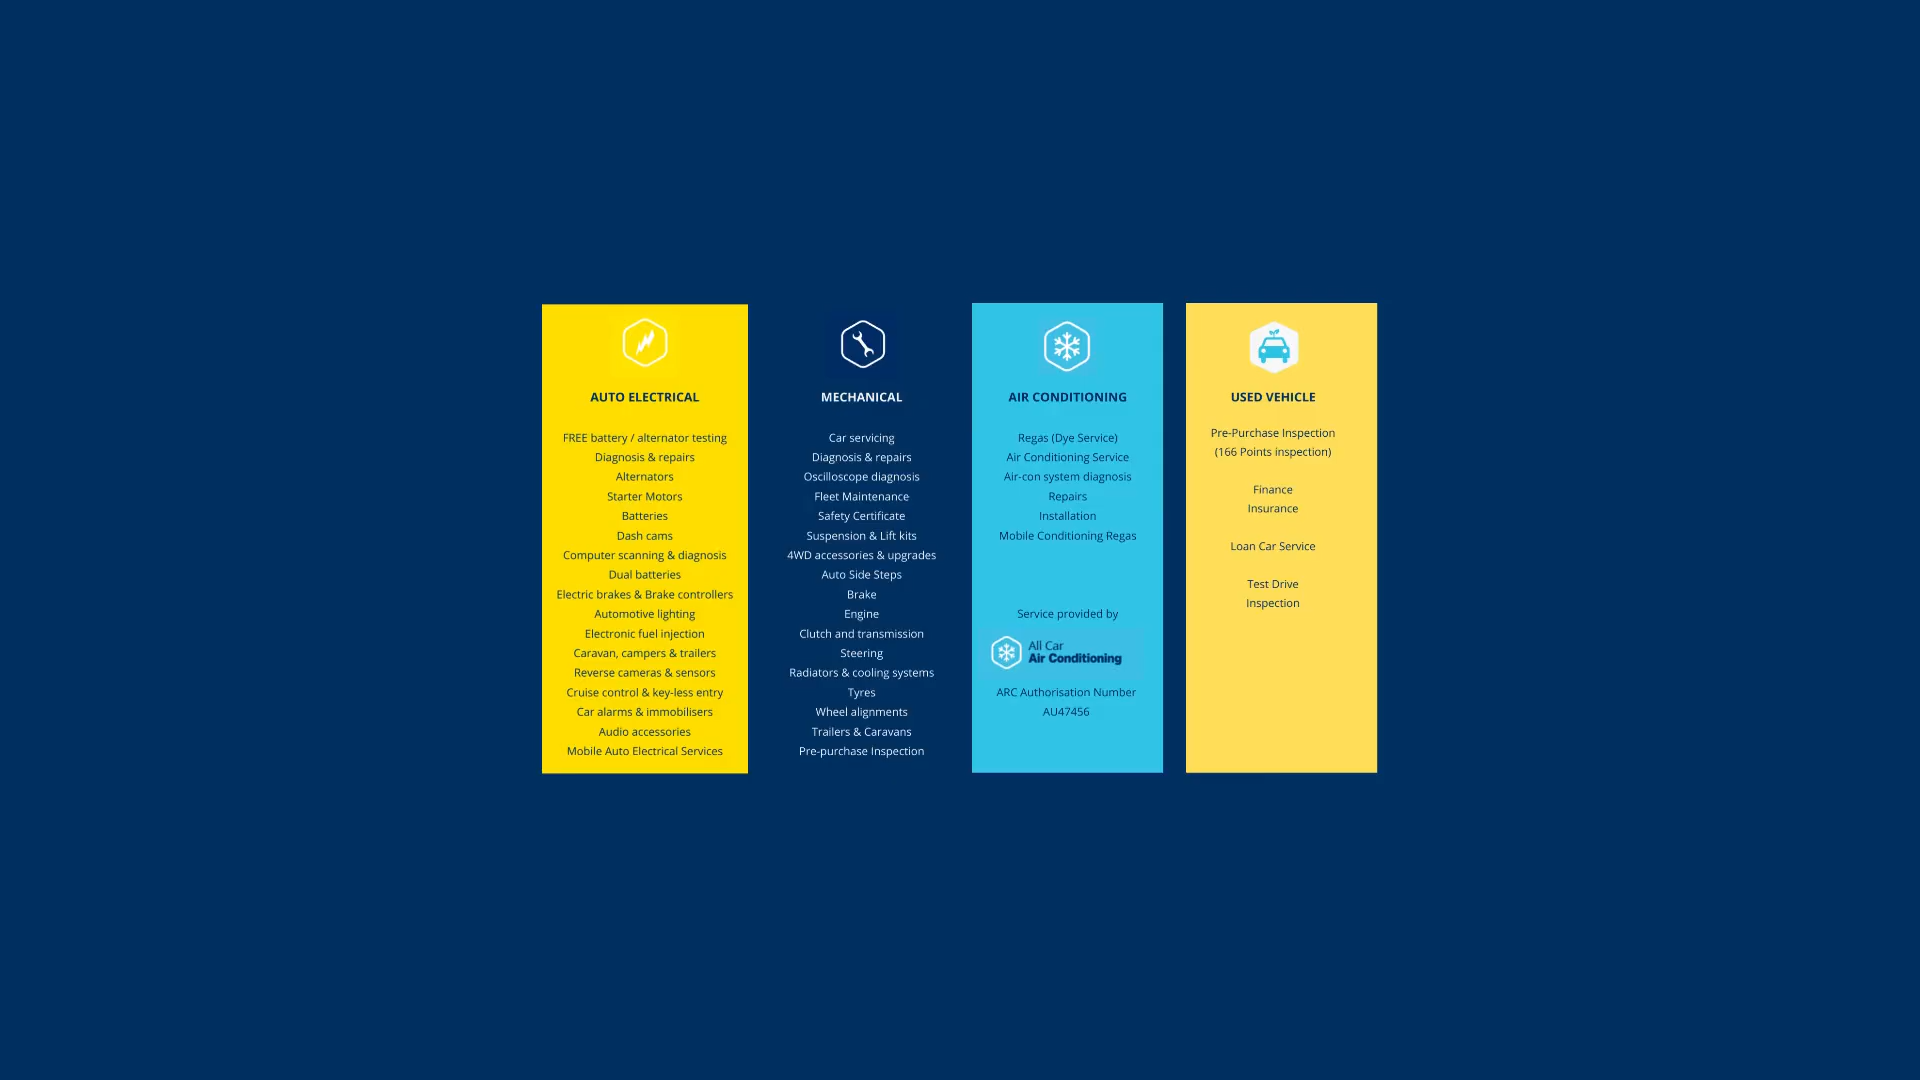 AUTO ELECTRICAL
FREE battery / alternator testing
Diagnosis & repairs
Alternators
Starter Motors
Batteries
Dash cams
Computer scanning & diagnosis
Dual batteries
Electric brakes & Brake controllers
Automotive lighting
Electronic fuel injection
Caravan, campers & trailers
Reverse cameras & sensors
Cruise control & key-less entry
Car alarms & immobilisers
Audio accessories
Mobile Auto Electrical Services
MECHANICAL
Car servicing
Diagnosis & repairs
Oscilloscope diagnosis
Fleet Maintenance
Safety Certificate
Suspension & Lift kits
4WD accessories & upgrades
Auto Side Steps
Brake
Engine
Clutch and transmission
Steering
Radiators & cooling systems
Tyres
Wheel alignments
Trailers & Caravans
Pre-purchase Inspection
AIR CONDITIONING
Regas (Dye Service)
Air Conditioning Service
Air-con system diagnosis
Repairs
Installation
Mobile Conditioning Regas
Service provided by
All Car
Air Conditioning
ARC Authorisation Number
AU47456
USED VEHICLE
Pre-Purchase Inspection
(166 Points inspection)
Finance
Insurance
Loan Car Service
Test Drive
Inspection